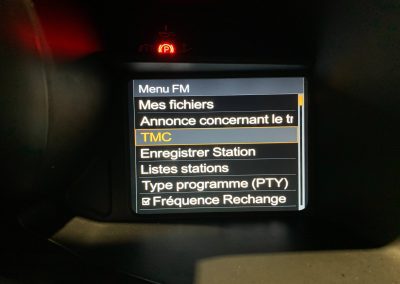 P
Menu FM
Mes fichiers
Annonce concernant le tr
TMC
Enregistrer Station
Listes stations
Type programme (PTY)
Fréquence Rechange